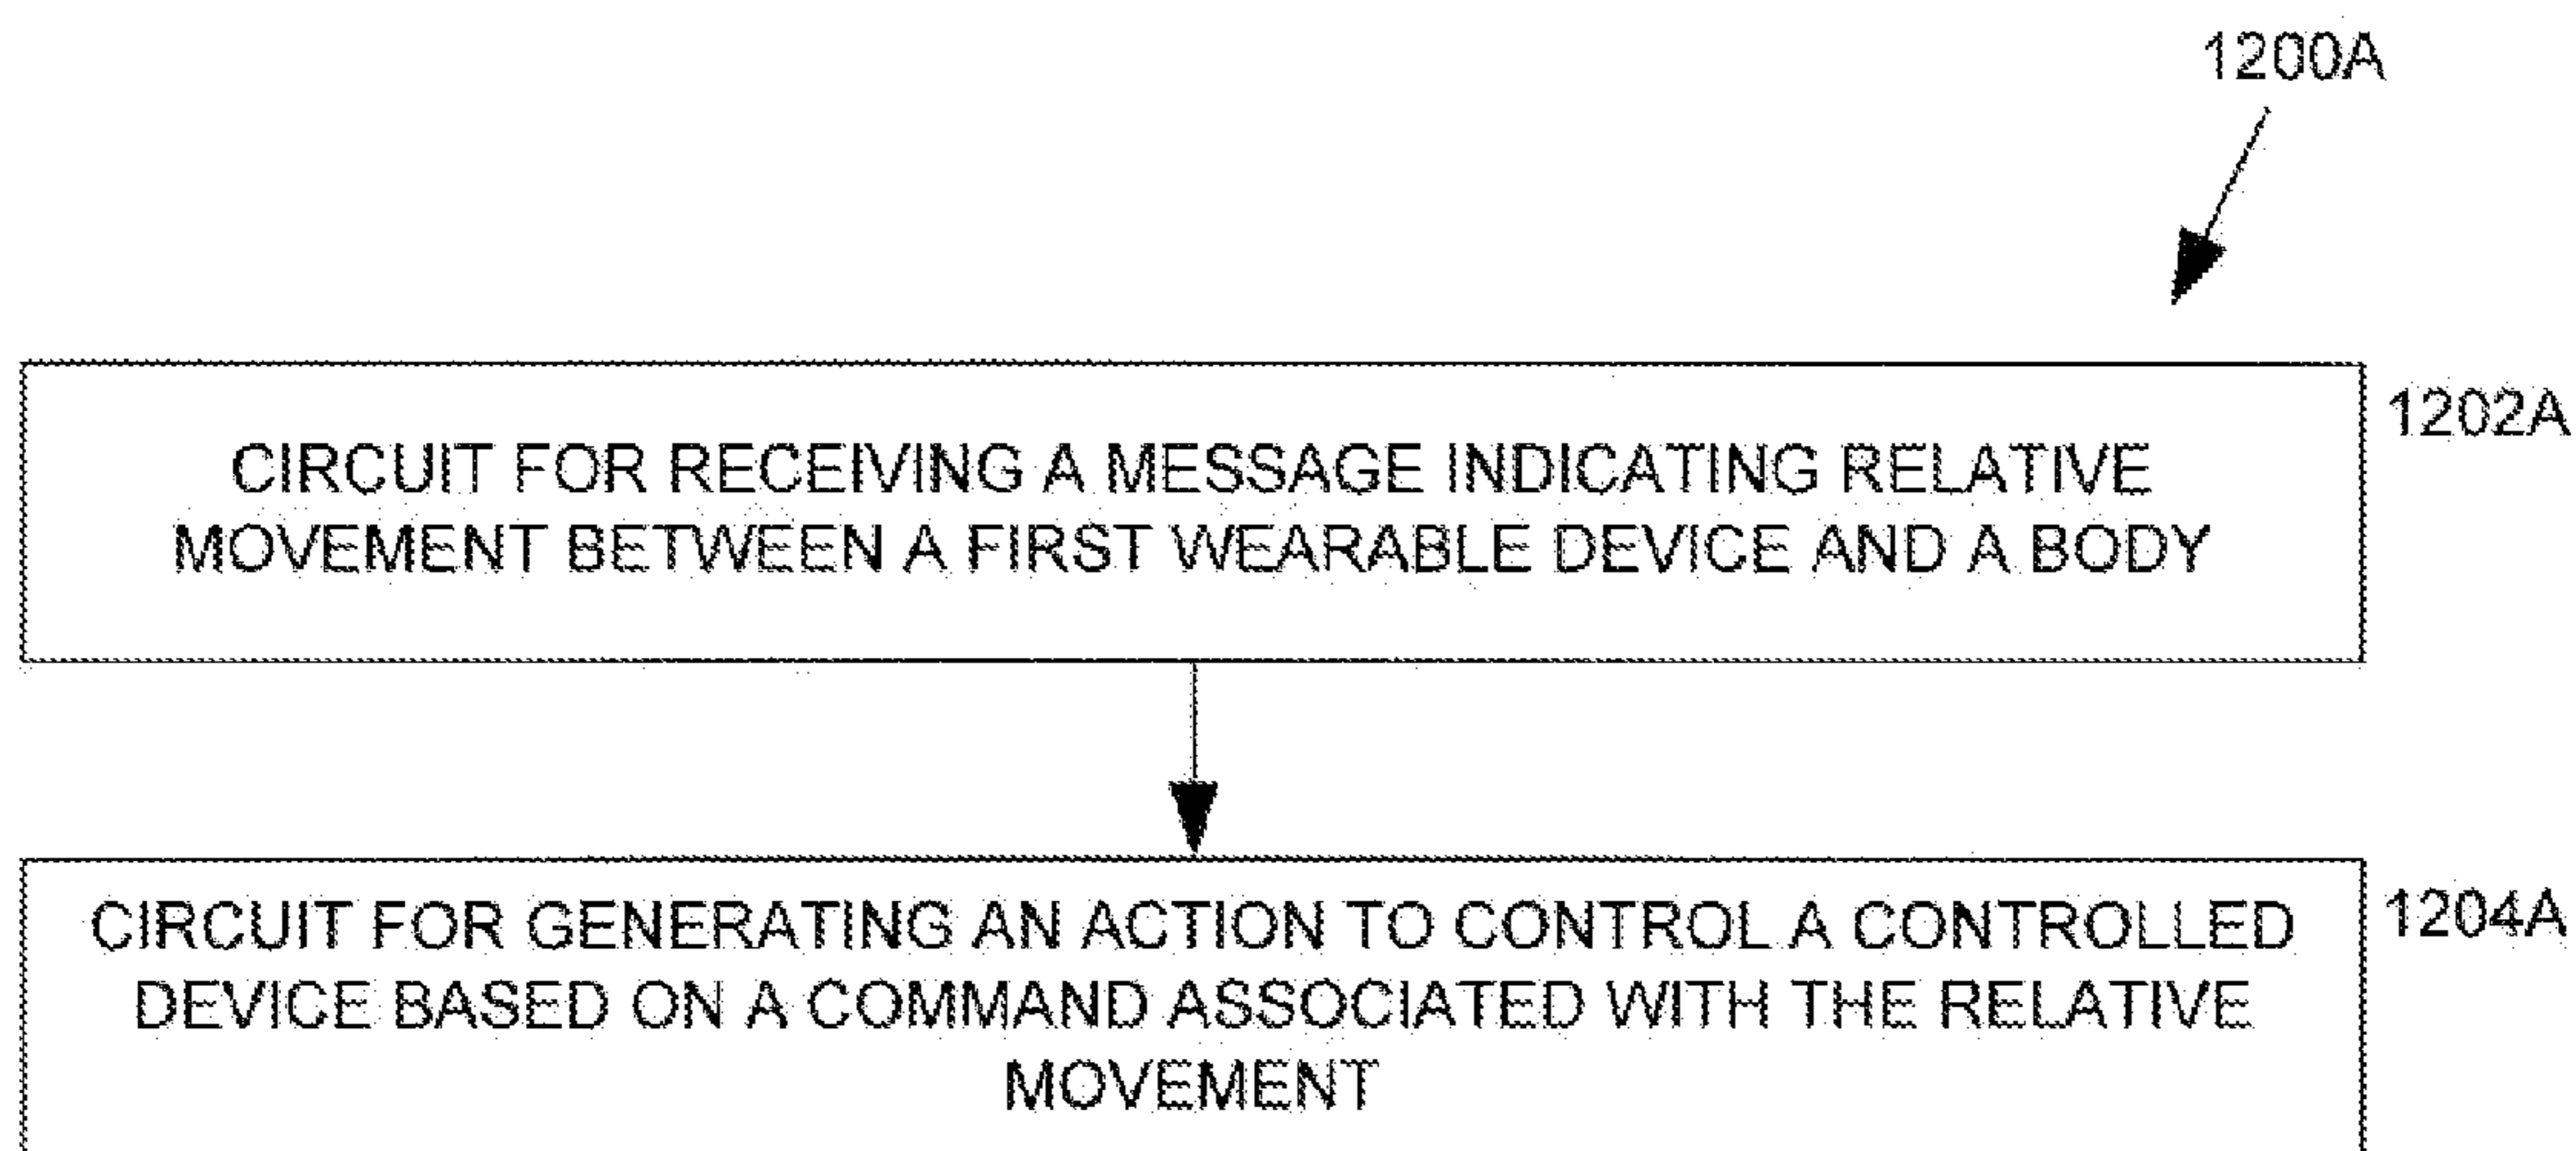 1200A
1202A
CIRCUIT FOR RECEIVING A MESSAGE INDICATING RELATIVE
MOVEMENT BETWEEN A FIRST WEARABLE DEVICE AND A BODY
1204A
CIRCUIT FOR GENERATING AN ACTION TO CONTROL A CONTROLLED
DEVICE BASED ON A COMMAND ASSOCIATED WITH THE RELATIVE
MOVEMENT